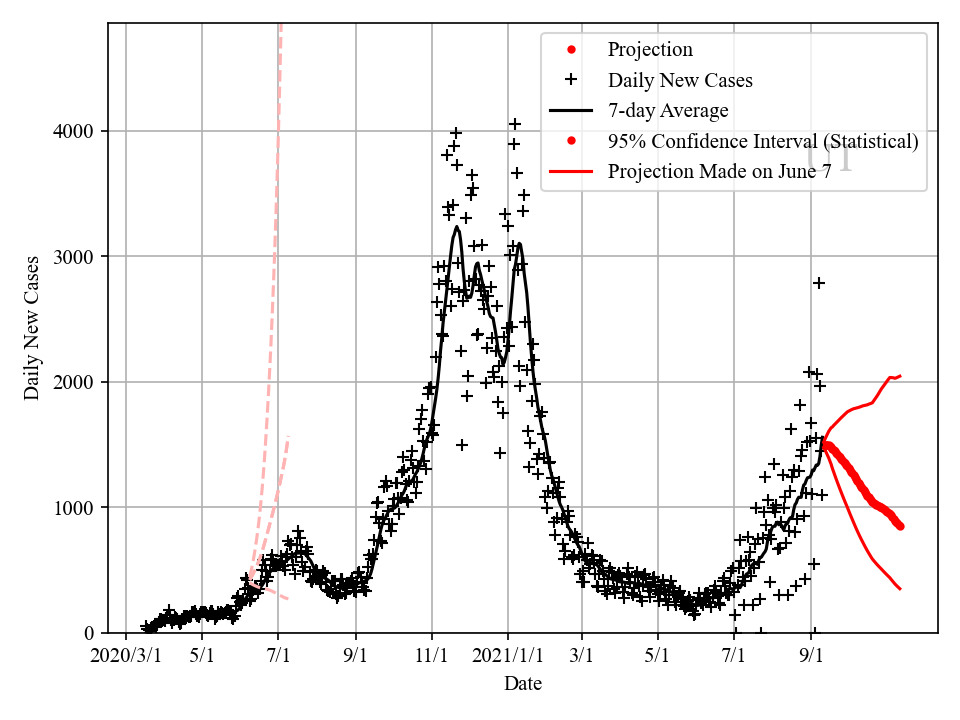 Projection
Daily New Cases
7-day Average
95% Confidence Interval (Statistical)
Projection Made on June 7
UT
Daily New Cases
4000
3000
2000
1000
0
2020/3/1 5/1 7/1 9/1 11/1 2021/1/1 3/1 5/1 7/1 9/1
Date